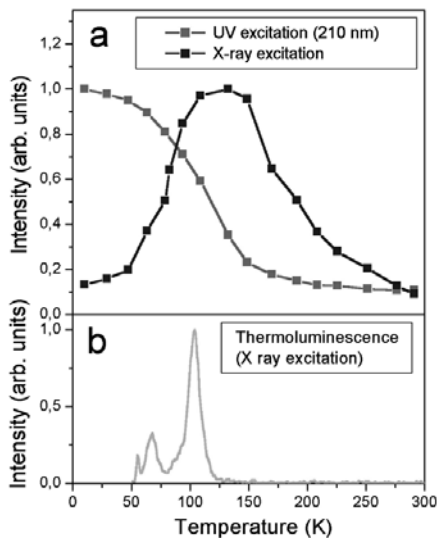 a
UV excitation (210 nm)
X-ray excitation
Intensity (arb. units)
1,2
1,0
0,8
0,6
0,4
0,2
0,0
b
Thermoluminescence
(X ray excitation)
Intensity (arb. units)
1,0
0,5
0,0
0 50 100 150 200 250 300
Temperature (K)